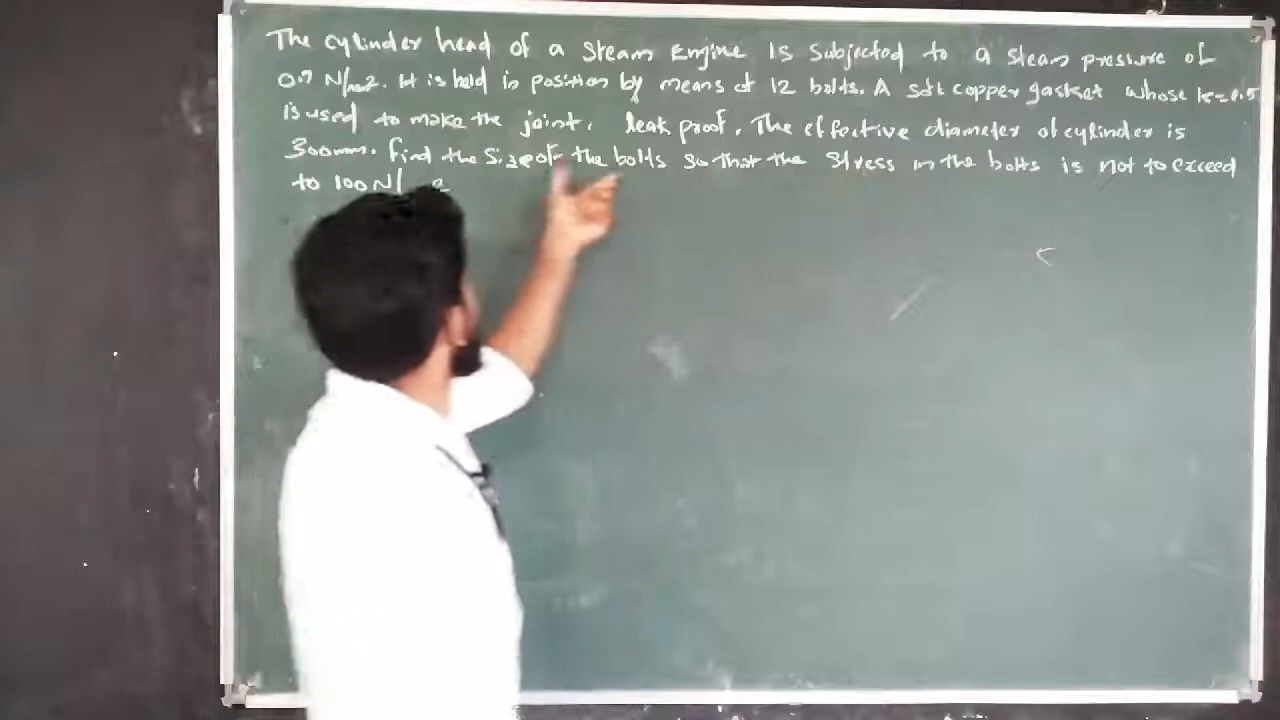 The cylinder head of a steam Engine is subjected to a steam pressure of
0.7 N/mm2. It is held in position by means of 12 bolts. A soft copper gasket whose k=0.5
is used to make the joint. leak proof. The effective diameter of cylinder is
300mm. find the size of the bolts so that the stress in the bolts is not to exceed
to 100 N/